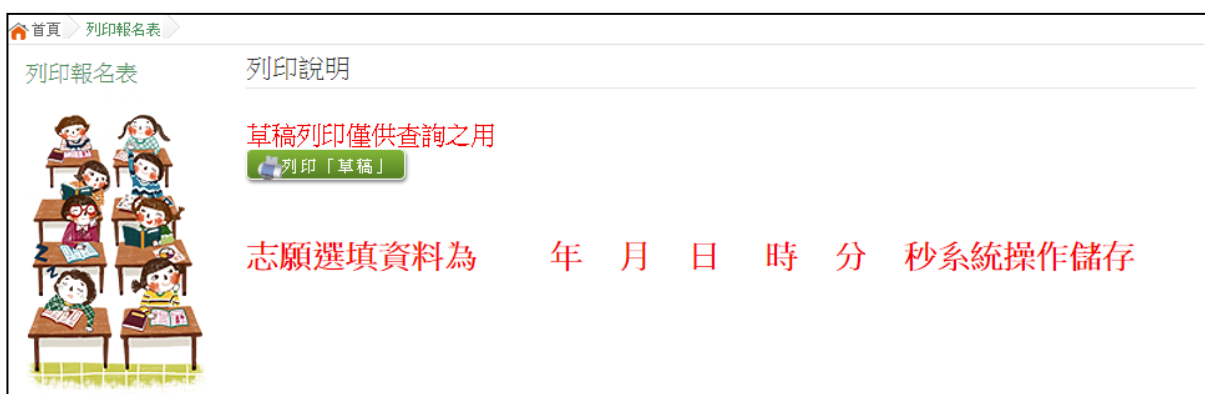 首頁 列印報名表
列印報名表
列印說明
草稿列印僅供查詢之用
列印「草稿」
志願選填資料為 年 月 日 時 分 秒系統操作儲存